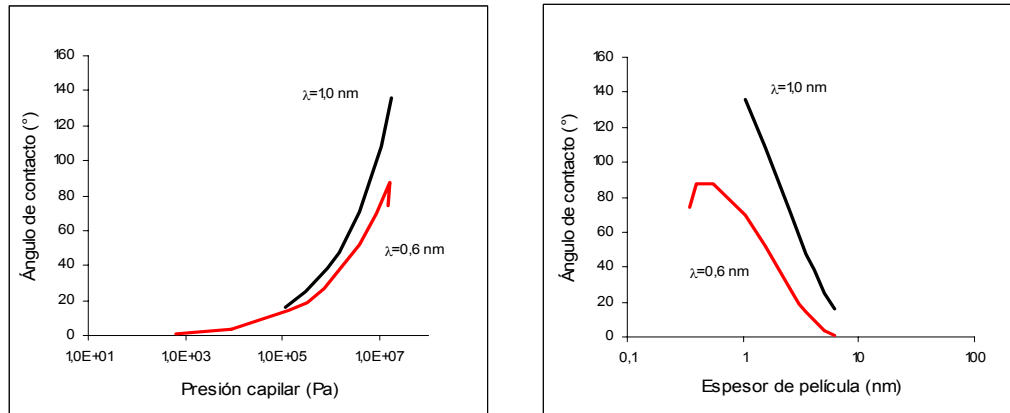 160
140
120
100
80
60
40
20
0
Ángulo de contacto (°)
λ=1,0 nm
λ=0,6 nm
1,0E+01 1,0E+03 1,0E+05 1,0E+07
Presión capilar (Pa)
160
140
120
100
80
60
40
20
0
Ángulo de contacto (°)
λ=1,0 nm
λ=0,6 nm
0,1 1 10 100
Espesor de película (nm)